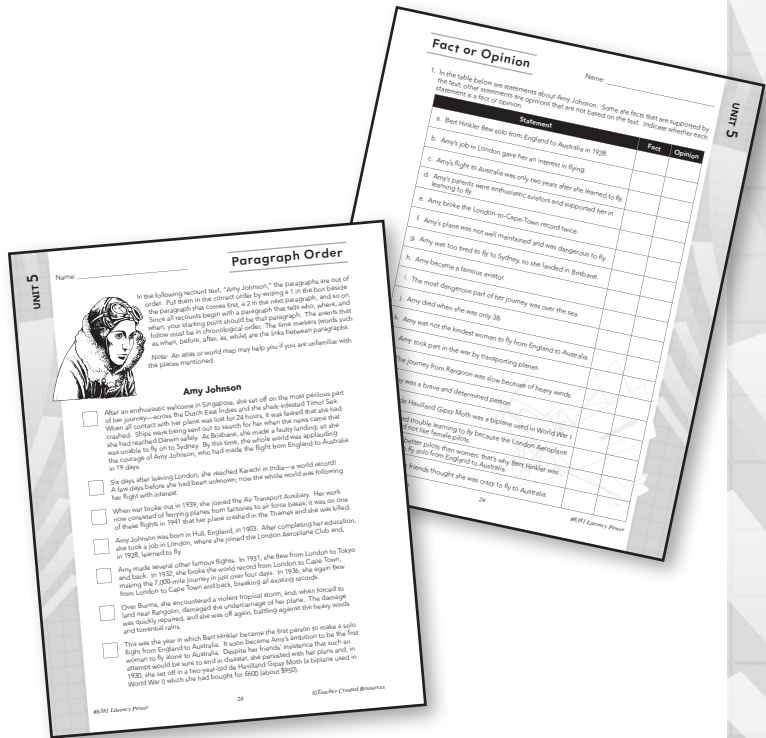 UNIT 5
Name:
Paragraph Order
In the following recount text, "Amy Johnson," the paragraphs are out of
order. Put them in the correct order by writing a 1 in the box beside
the paragraph that comes first, a 2 in the next paragraph, and so on.
Since all recounts begin with a paragraph that tells who, where, and
when, your starting point should be that paragraph. The events that
follow must be in chronological order. The time markers (words such
as when, before, after, as, while) are the links between paragraphs.
Note: An atlas or world map may help you if you are unfamiliar with
the places mentioned.
Amy Johnson
After an enthusiastic welcome in Singapore, she set off on the most perilous part
of her journey—across the Dutch East Indies and the shark-infested Timor Sea.
When all contact with her plane was lost for 24 hours, it was feared that she had
crashed. Ships were being sent out to search for her when the news came that
she had reached Darwin safely. At Brisbane, she made a faulty landing, so she
was unable to fly on to Sydney. By this time, the whole world was applauding
the courage of Amy Johnson, who had made the flight from England to Australia
in 19 days.
Six days after leaving London, she reached Karachi in India—a world record!
A few days before she had been unknown; now the whole world was following
her flight with interest.
When war broke out in 1939, she joined the Air Transport Auxiliary. Her work
now consisted of ferrying planes from factories to air force bases; it was on one
of these flights in 1941 that her plane crashed in the Thames and she was killed.
Amy Johnson was born in Hull, England, in 1903. After completing her education,
she took a job in London, where she joined the London Aeroplane Club and,
in 1928, learned to fly.
Amy made several other famous flights. In 1931, she flew from London to Tokyo
and back. In 1932, she broke the world record from London to Cape Town,
making the 7,000-mile journey in just over four days. In 1936, she again flew
from London to Cape Town and back, breaking all existing records.
Over Burma, she encountered a violent tropical storm, and, when forced to
land near Rangoon, damaged the undercarriage of her plane. The damage
was quickly repaired, and she was off again, battling against the heavy winds
and torrential rains.
This was the year in which Bert Hinkler became the first person to make a solo
flight from England to Australia. It soon became Amy's ambition to be the first
woman to fly alone to Australia. Despite her friends' insistence that such an
attempt would be sure to end in disaster, she persisted with her plans and, in
1930, she set off in a two-year-old de Havilland Gipsy Moth (a biplane used in
World War I) which she had bought for £600 (about $950).
#8381 Literacy Power
28
©Teacher Created Resources
Fact or Opinion
Name:
UNIT 5
1. In the table below are statements about Amy Johnson. Some are facts that are supported by
the text; other statements are opinions that are not based on the text. Indicate whether each
statement is a fact or opinion.
Statement Fact Opinion
a. Bert Hinkler flew solo from England to Australia in 1928.
b. Amy's job in London gave her an interest in flying.
c. Amy's flight to Australia was only two years after she learned to fly.
d. Amy's parents were enthusiastic aviators and supported her in
learning to fly.
e. Amy broke the London-to-Cape-Town record twice.
f. Amy's plane was not well maintained and was dangerous to fly.
g. Amy was too tired to fly to Sydney, so she landed in Brisbane.
h. Amy became a famous aviator.
i. The most dangerous part of her journey was over the sea.
j. Amy died when she was only 38.
Amy was not the kindest woman to fly from England to Australia.
Amy took part in the war by transporting planes.
The journey from Rangoon was slow because of heavy winds.
y was a brave and determined person.
de Havilland Gipsy Moth was a biplane used in World War I.
d trouble learning to fly because the London Aeroplane
d not like female pilots.
better pilots than women; that's why Bert Hinkler was
fly solo from England to Australia.
friends thought she was crazy to fly to Australia.
29
#8381 Literacy Power